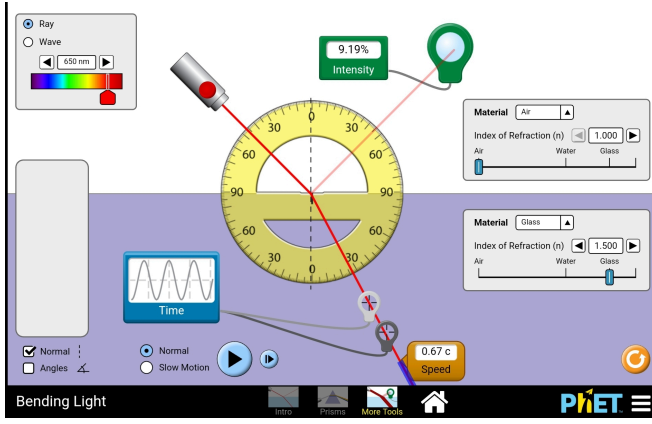 Ray
Wave
650 nm
9.19%
Intensity
Material Air
Index of Refraction (n) 1.000
Air Water Glass
0
30 30
60 60
90 90
60 60
30 30
0
Material Glass
Index of Refraction (n) 1.500
Air Water Glass
Time
0.67 c
Speed
Normal
Angles
Normal
Slow Motion
Bending Light
Intro
Prisms
More Tools
PhET